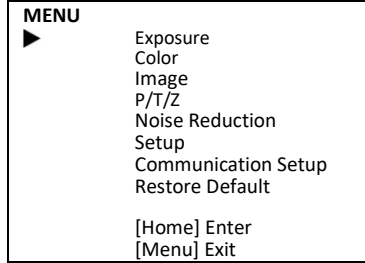 MENU
Exposure
Color
Image
P/T/Z
Noise Reduction
Setup
Communication Setup
Restore Default
[Home] Enter
[Menu] Exit